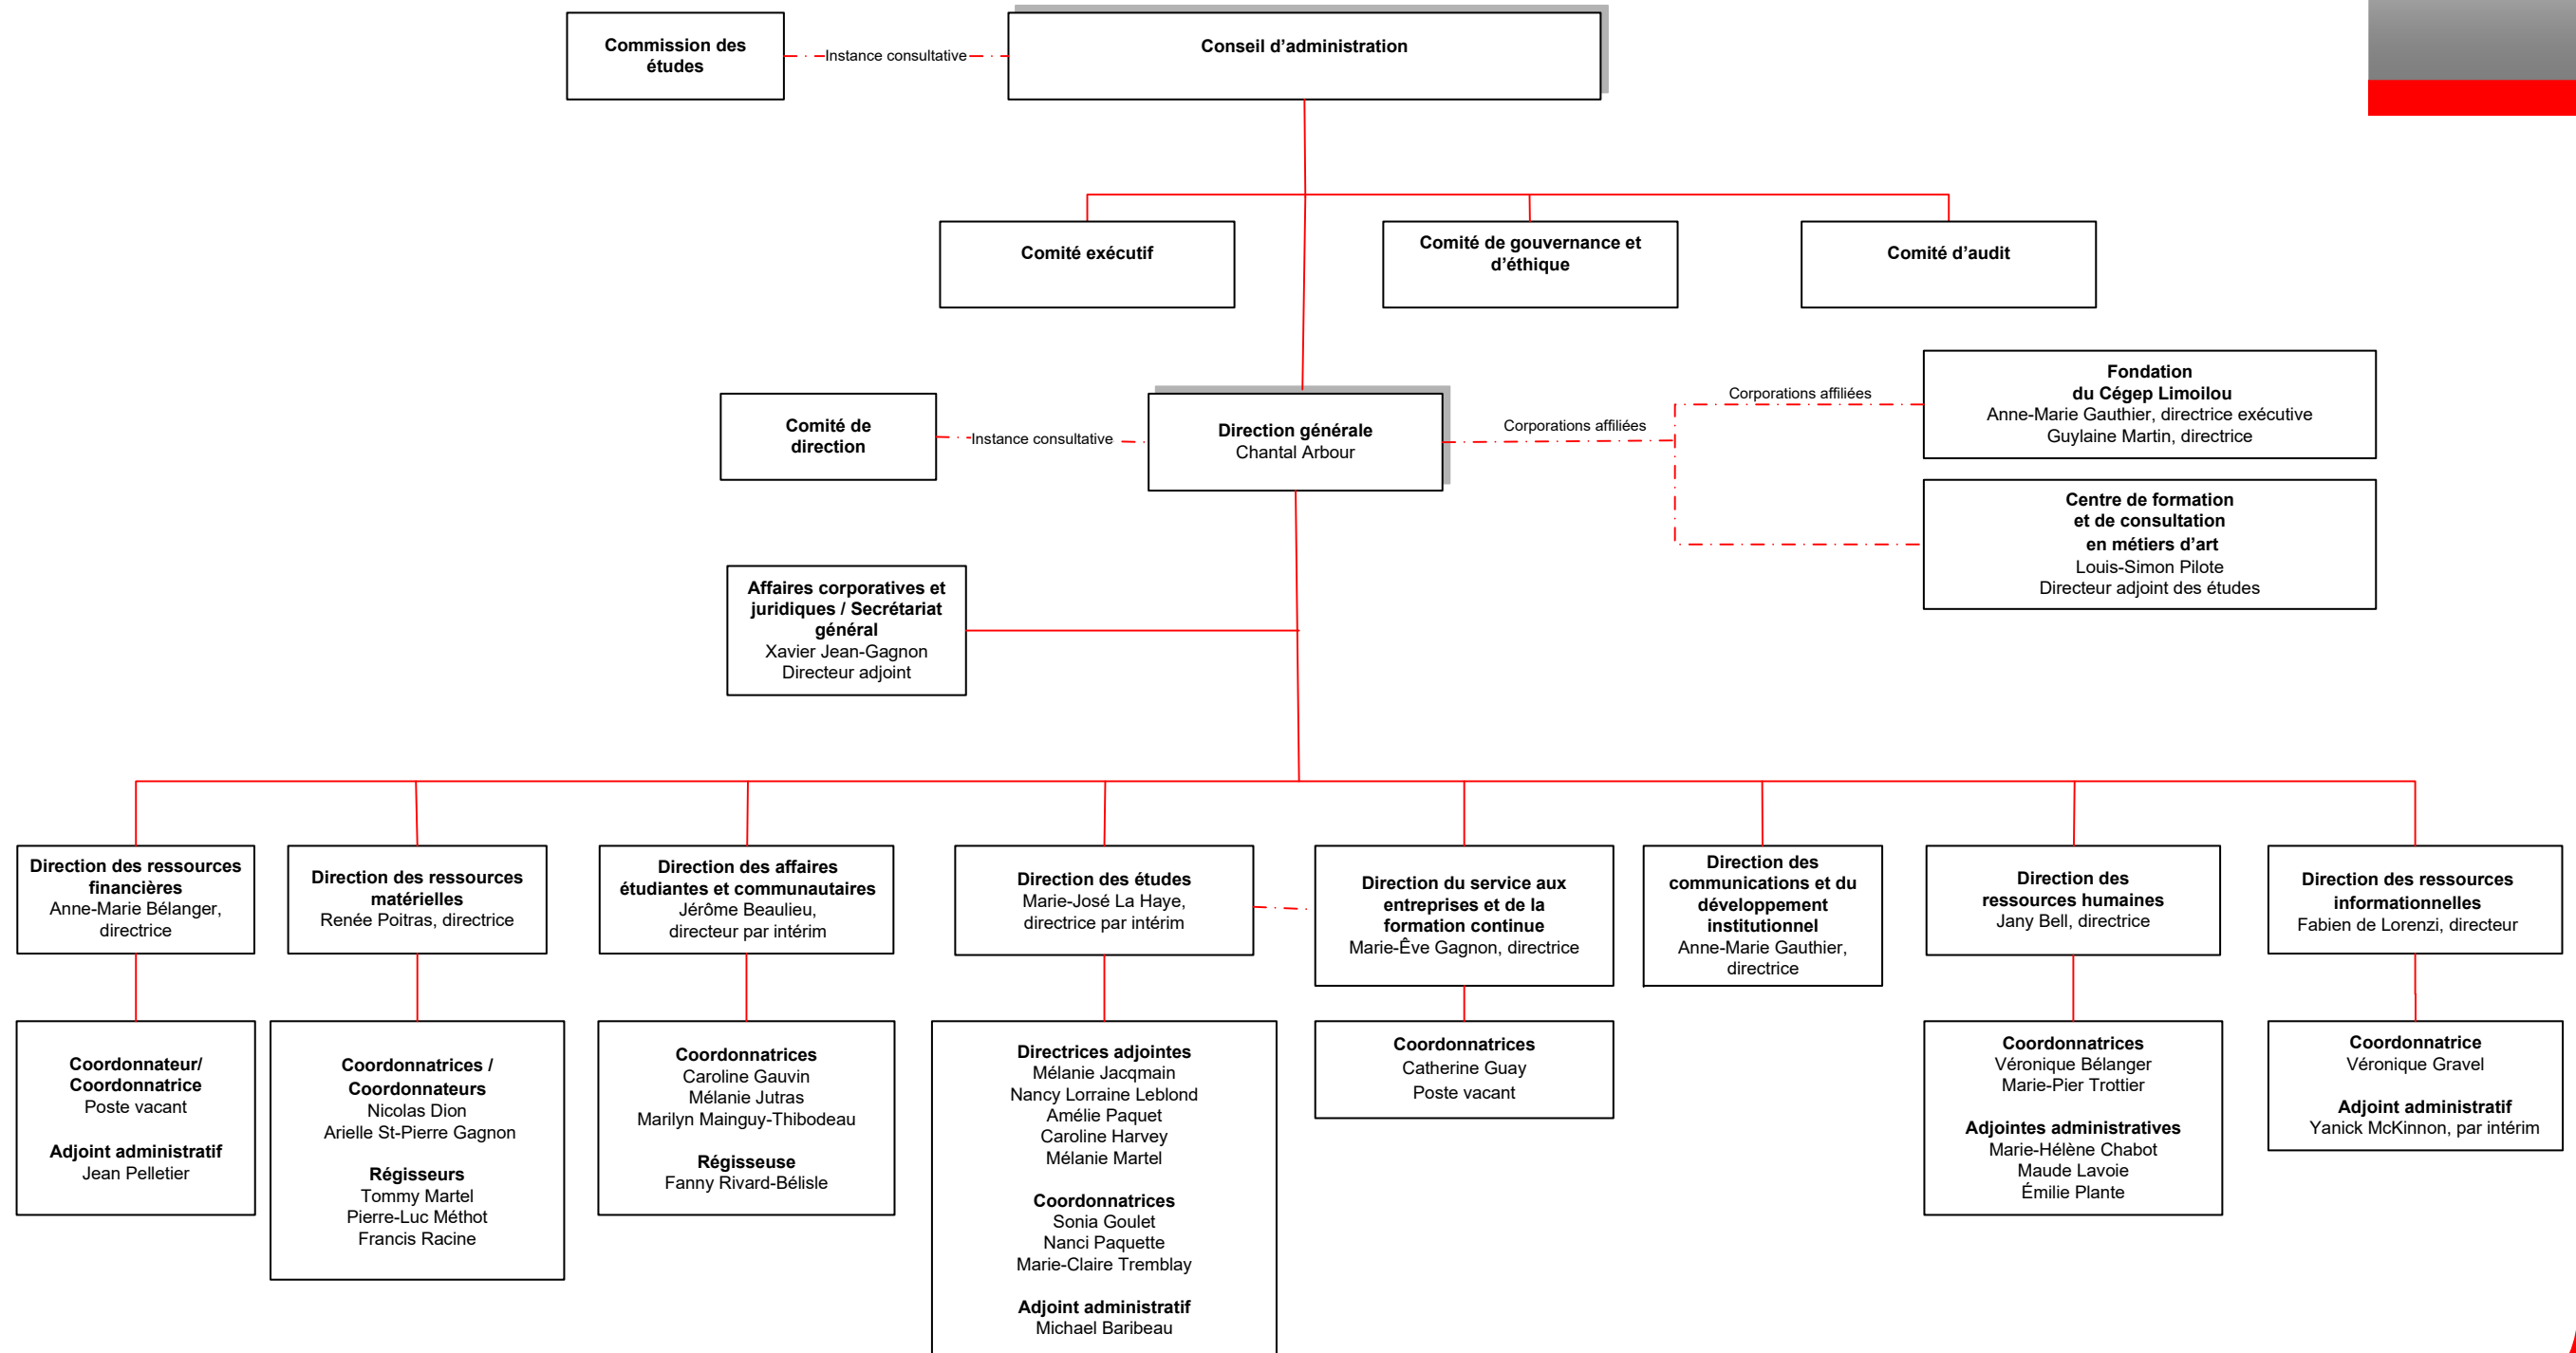 Commission des
études
Instance consultative
Conseil d'administration
Comité exécutif
Comité de gouvernance et
d'éthique
Comité d'audit
Comité de
direction
Instance consultative
Direction générale
Chantal Arbour
Corporations affiliées
Corporations affiliées
Fondation
du Cégep Limoilou
Anne-Marie Gauthier, directrice exécutive
Guylaine Martin, directrice
Centre de formation
et de consultation
en métiers d'art
Louis-Simon Pilote
Directeur adjoint des études
Affaires corporatives et
juridiques / Secrétariat
général
Xavier Jean-Gagnon
Directeur adjoint
Direction des ressources
financières
Anne-Marie Bélanger,
directrice
Direction des ressources
matérielles
Renée Poitras, directrice
Direction des affaires
étudiantes et communautaires
Jérôme Beaulieu,
directeur par intérim
Direction des études
Marie-José La Haye,
directrice par intérim
Direction du service aux
entreprises et de la
formation continue
Marie-Ève Gagnon, directrice
Direction des
communications et du
développement
institutionnel
Anne-Marie Gauthier,
directrice
Direction des
ressources humaines
Jany Bell, directrice
Direction des ressources
informationnelles
Fabien de Lorenzi, directeur
Coordonnateur/
Coordonnatrice
Poste vacant
Adjoint administratif
Jean Pelletier
Coordonnatrices /
Coordonnateurs
Nicolas Dion
Arielle St-Pierre Gagnon
Régisseurs
Tommy Martel
Pierre-Luc Méthot
Francis Racine
Coordonnatrices
Caroline Gauvin
Mélanie Jutras
Marilyn Mainguy-Thibodeau
Régisseuse
Fanny Rivard-Bélisle
Directrices adjointes
Mélanie Jacqmain
Nancy Lorraine Leblond
Amélie Paquet
Caroline Harvey
Mélanie Martel
Coordonnatrices
Sonia Goulet
Nanci Paquette
Marie-Claire Tremblay
Adjoint administratif
Michael Baribeau
Coordonnatrices
Catherine Guay
Poste vacant
Coordonnatrices
Véronique Bélanger
Marie-Pier Trottier
Adjointes administratives
Marie-Hélène Chabot
Maude Lavoie
Émilie Plante
Coordonnatrice
Véronique Gravel
Adjoint administratif
Yanick McKinnon, par intérim